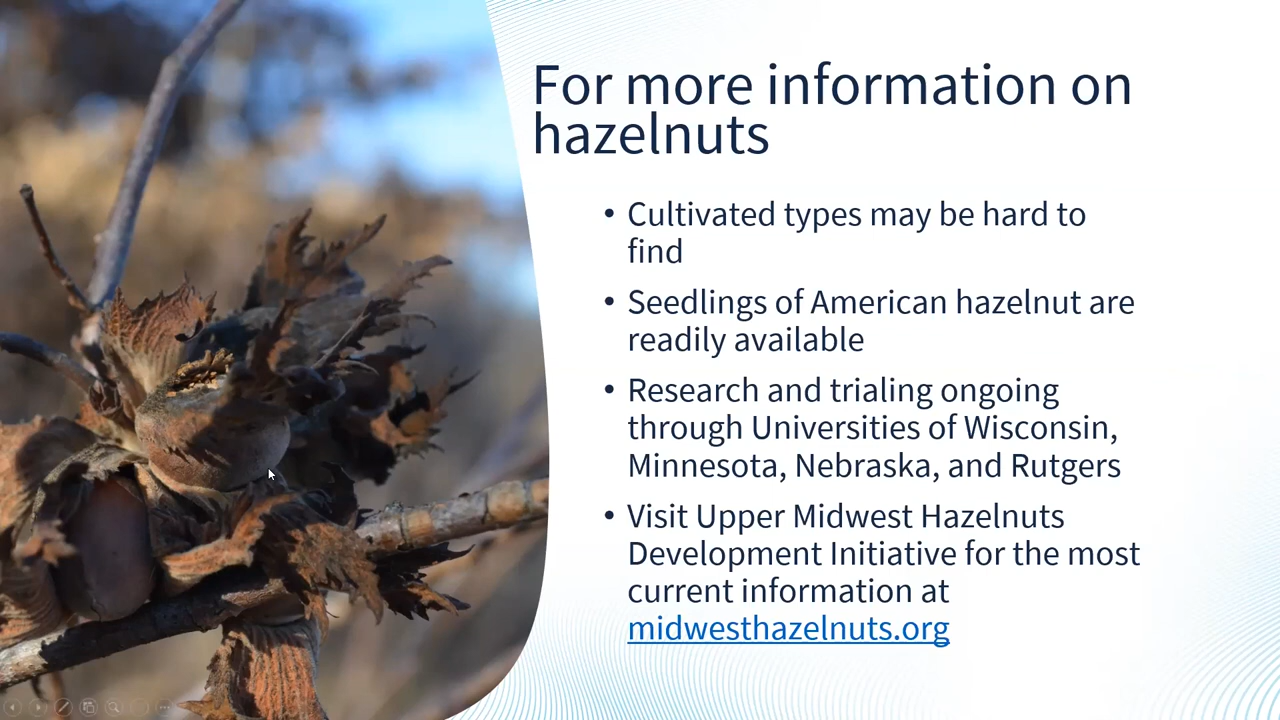 For more information on
hazelnuts
• Cultivated types may be hard to
find
• Seedlings of American hazelnut are
readily available
• Research and trialing ongoing
through Universities of Wisconsin,
Minnesota, Nebraska, and Rutgers
• Visit Upper Midwest Hazelnuts
Development Initiative for the most
current information at
midwesthazelnuts.org